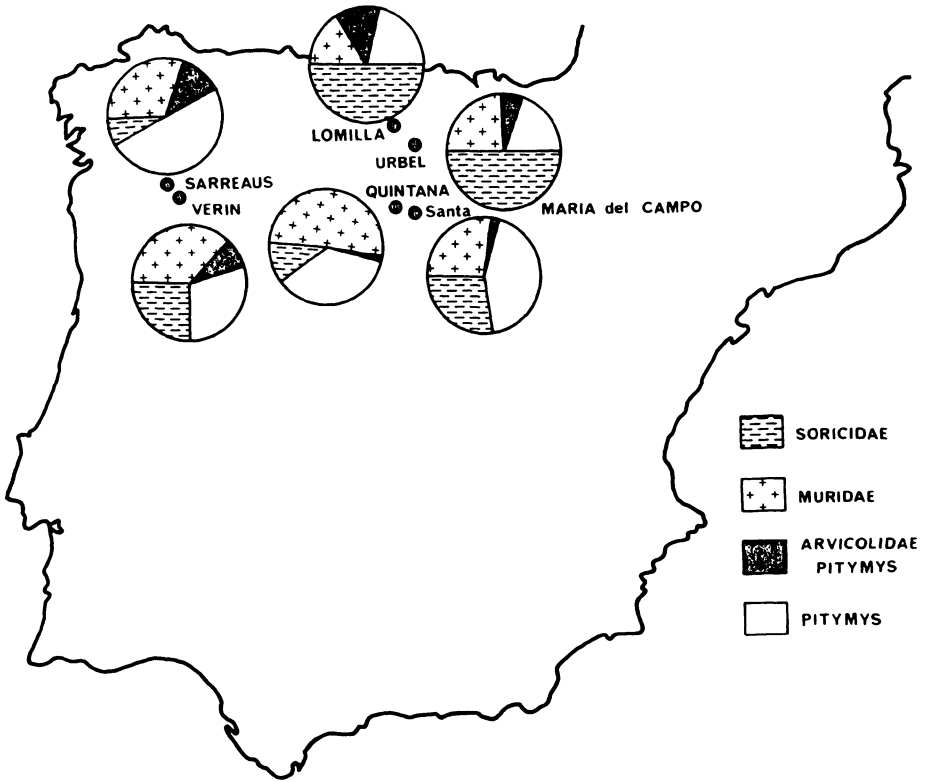 LOMILLA
URBEL
SARREAUS
VERIN
QUINTANA
Santa MARIA del CAMPO
SORICIDAE
MURIDAE
ARVICOLIDAE
PITYMYS
PITYMYS